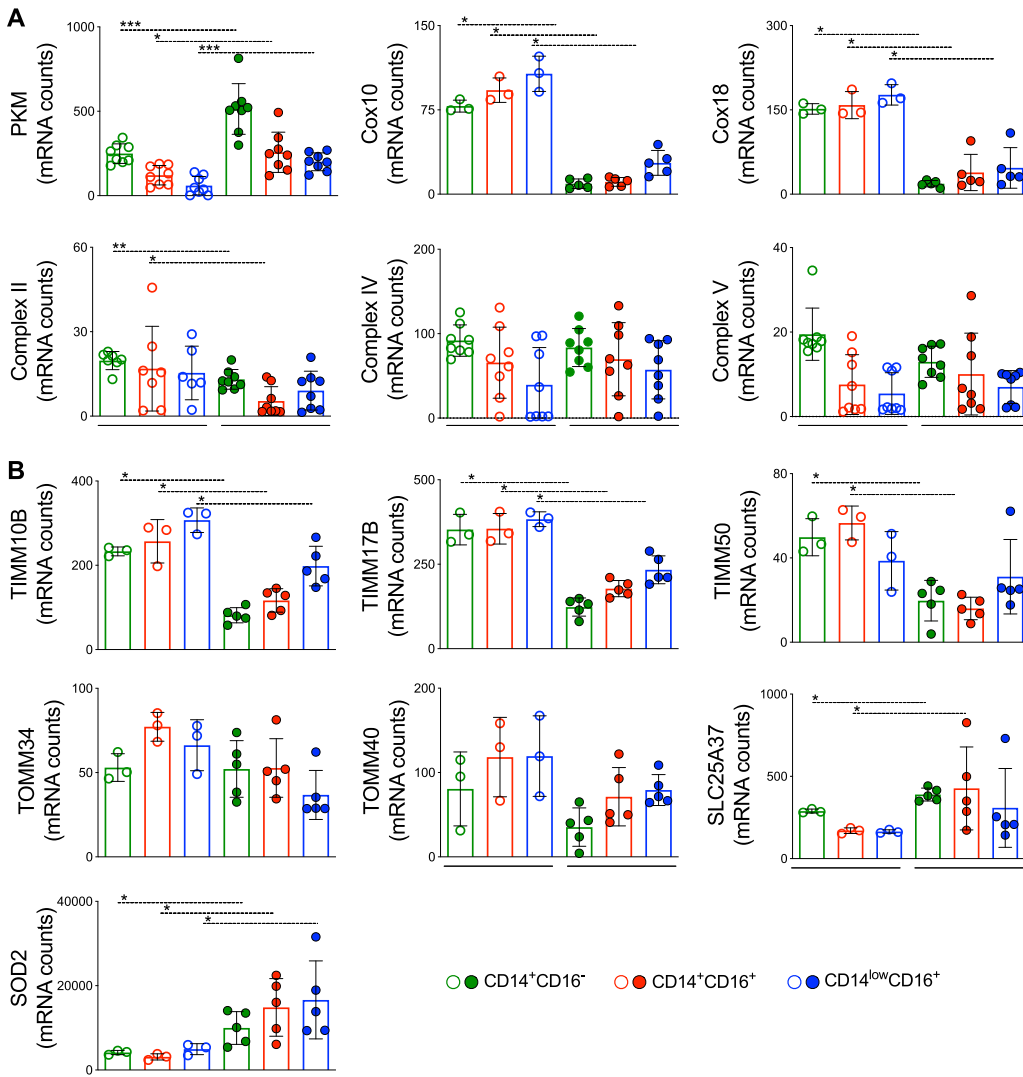 A
PKM
(mRNA counts)
1000
500
0
***
*
***
Cox10
(mRNA counts)
150
75
0
*
*
*
Cox18
(mRNA counts)
300
150
0
*
*
*
Complex II
(mRNA counts)
60
30
0
**
*
Complex IV
(mRNA counts)
200
100
0
Complex V
(mRNA counts)
40
20
0
B
TIMM10B
(mRNA counts)
400
200
0
*
*
*
TIMM17B
(mRNA counts)
500
250
0
*
*
*
TIMM50
(mRNA counts)
80
40
0
*
*
TOMM34
(mRNA counts)
100
50
0
TOMM40
(mRNA counts)
200
100
0
SLC25A37
(mRNA counts)
1000
500
0
*
*
SOD2
(mRNA counts)
40000
20000
0
*
*
*
CD14⁺CD16⁻
CD14⁺CD16⁺
CD14ˡᵒʷCD16⁺